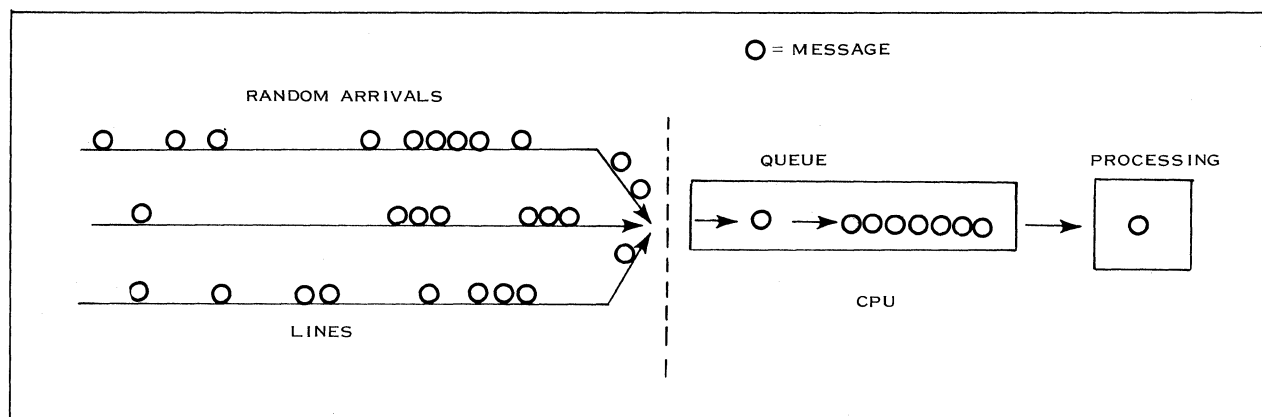 O = MESSAGE
RANDOM ARRIVALS
QUEUE
PROCESSING
CPU
LINES